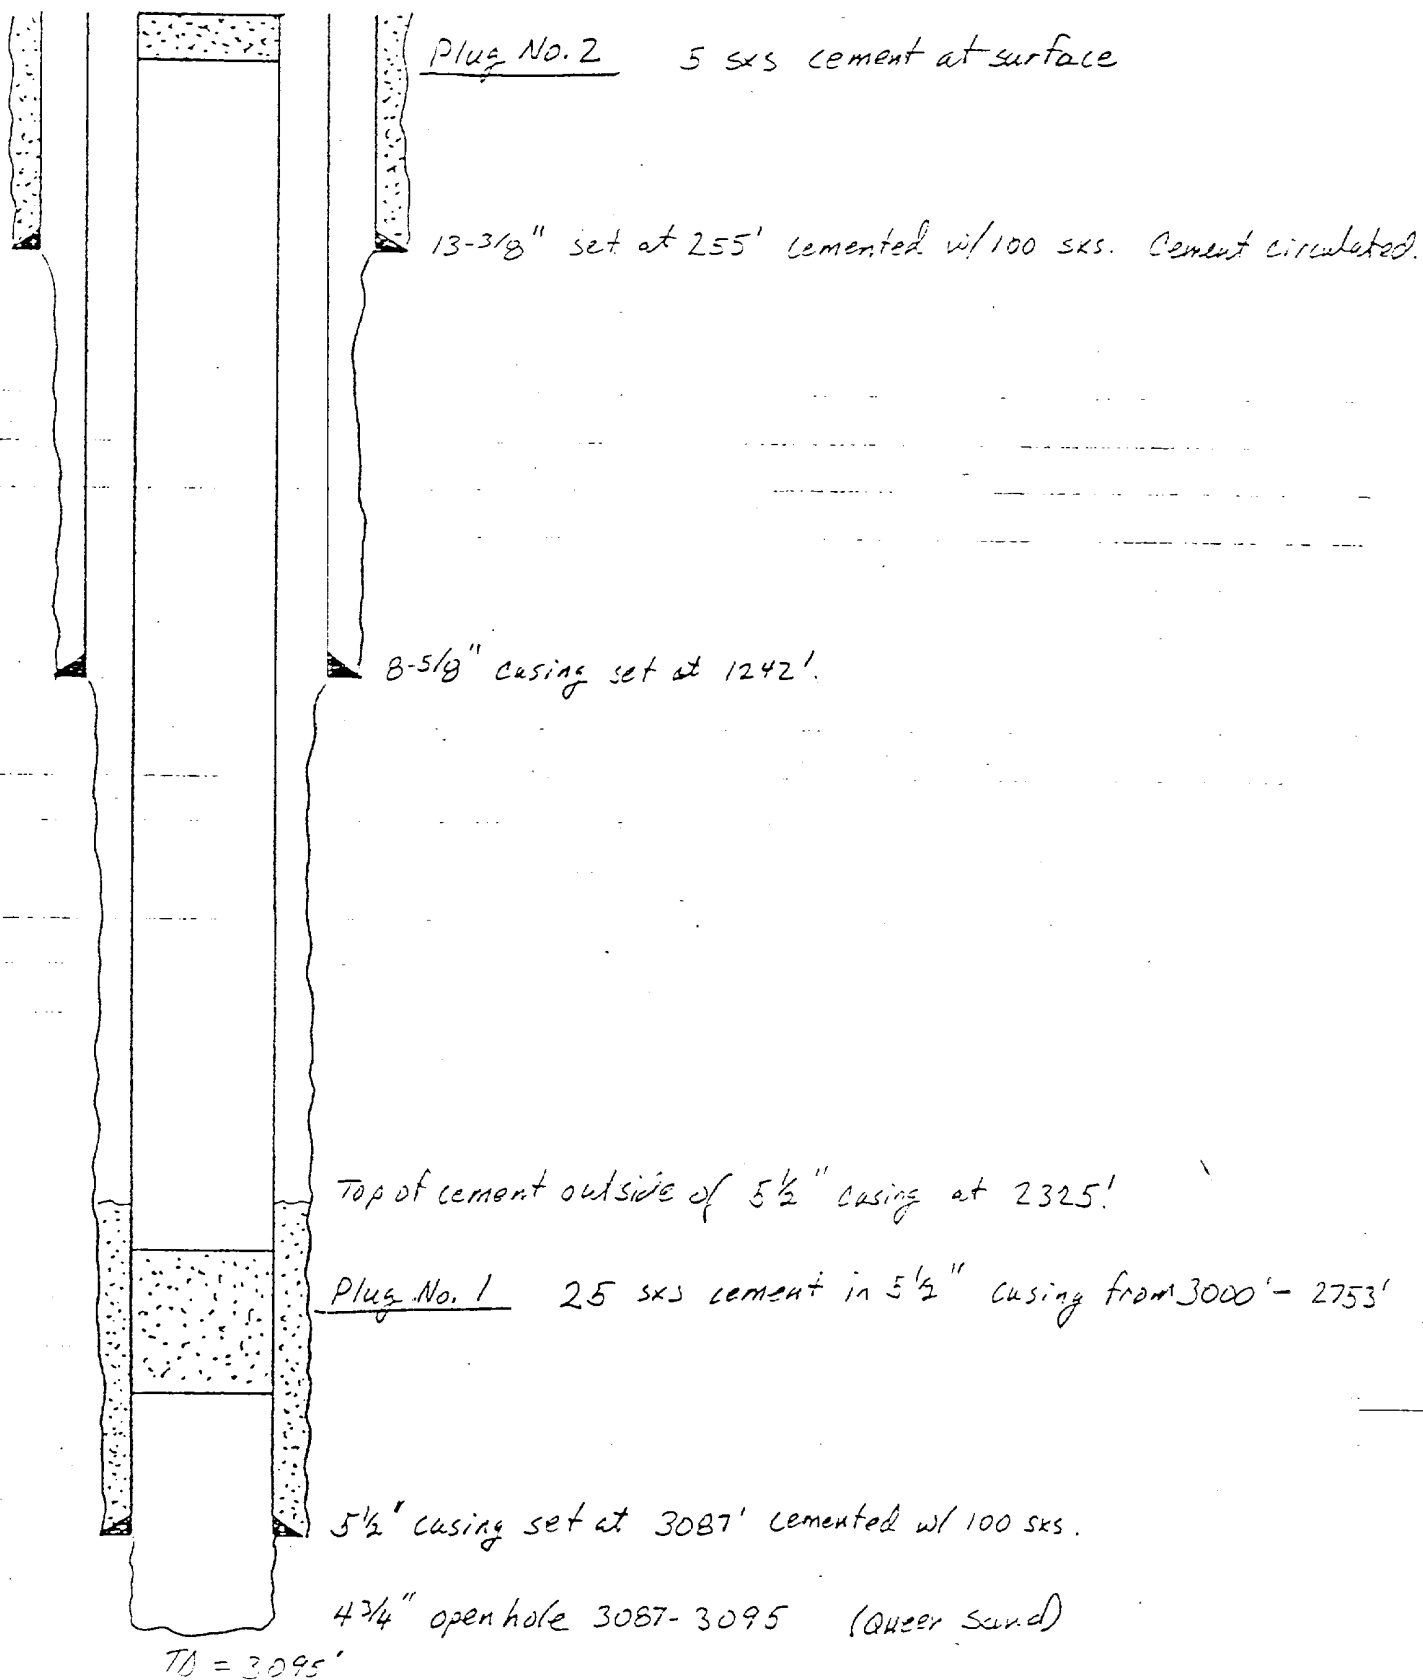 Plug No. 2 5 sxs cement at surface
13-3/8" set at 255' cemented w/100 sxs. Cement circulated.
8-5/8" casing set at 1242'.
Top of cement outside of 5½" casing at 2325'
Plug No. 1 25 sxs cement in 5½" casing from 3000' - 2753'
5½" casing set at 3087' cemented w/ 100 sxs.
4¾" open hole 3087-3095 (Queer Sand)
TD = 3095'